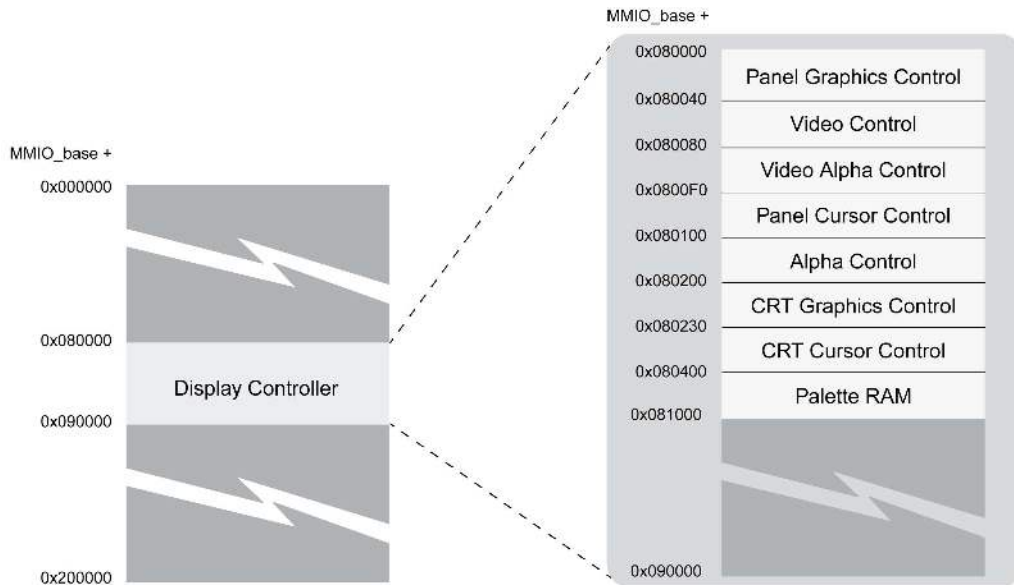 MMIO_base +
0x000000
0x080000
Display Controller
0x090000
0x200000
MMIO_base +
0x080000
Panel Graphics Control
0x080040
Video Control
0x080080
Video Alpha Control
0x0800F0
Panel Cursor Control
0x080100
Alpha Control
0x080200
CRT Graphics Control
0x080230
CRT Cursor Control
0x080400
Palette RAM
0x081000
0x090000